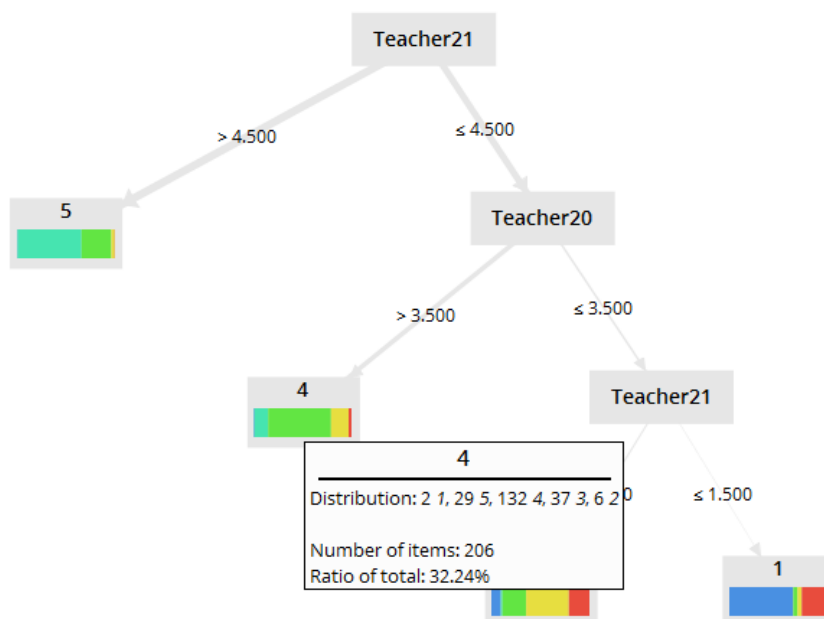 Teacher21
> 4.500
≤ 4.500
5
Teacher20
> 3.500
≤ 3.500
4
Teacher21
4
Distribution: 2 1, 29 5, 132 4, 37 3, 6 2
≤ 1.500
Number of items: 206
Ratio of total: 32.24%
1